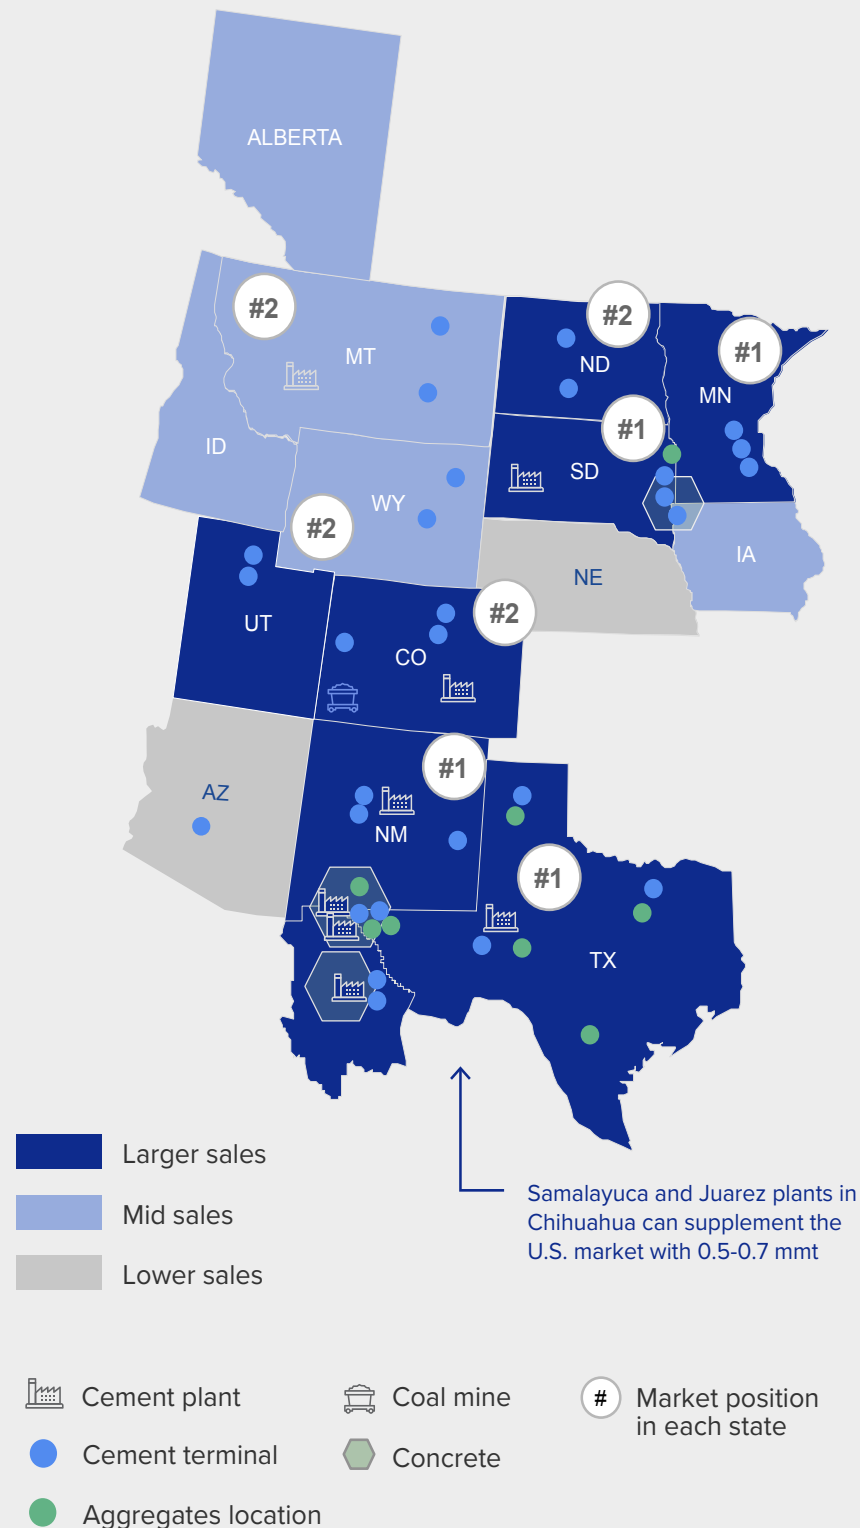 ALBERTA
#2
#2
#1
MT
ND
MN
#1
ID
SD
WY
#2
IA
NE
UT
#2
CO
#1
AZ
NM
#1
TX
Larger sales
Mid sales
Lower sales
Samalayuca and Juarez plants in
Chihuahua can supplement the
U.S. market with 0.5-0.7 mmt
Cement plant
Coal mine
# Market position
in each state
Cement terminal
Concrete
Aggregates location